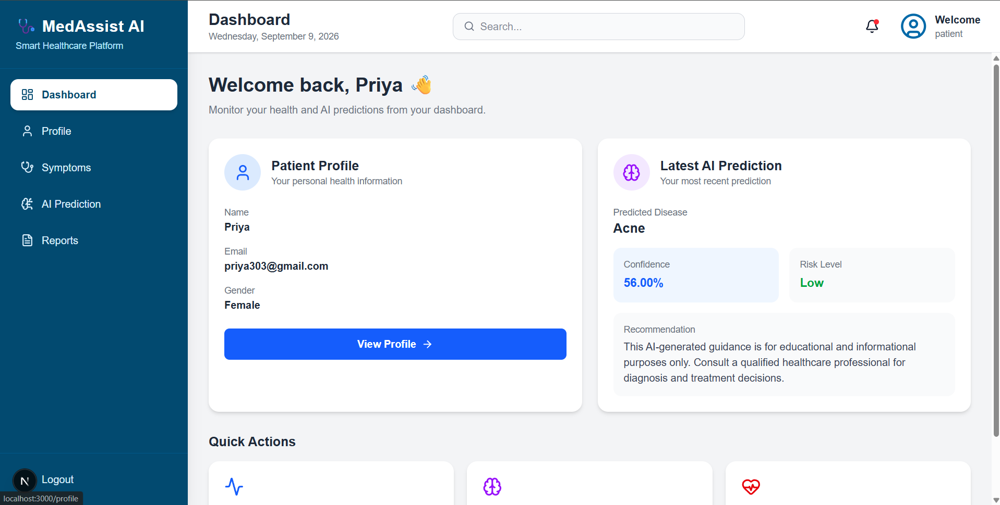 MedAssist AI
Smart Healthcare Platform
Dashboard
Profile
Symptoms
AI Prediction
Reports
N
Logout
localhost:3000/profile
Dashboard
Wednesday, September 9, 2026
Search...
Welcome
patient
Welcome back, Priya 👋
Monitor your health and AI predictions from your dashboard.
Patient Profile
Your personal health information
Name
Priya
Email
priya303@gmail.com
Gender
Female
View Profile →
Latest AI Prediction
Your most recent prediction
Predicted Disease
Acne
Confidence
56.00%
Risk Level
Low
Recommendation
This AI-generated guidance is for educational and informational
purposes only. Consult a qualified healthcare professional for
diagnosis and treatment decisions.
Quick Actions